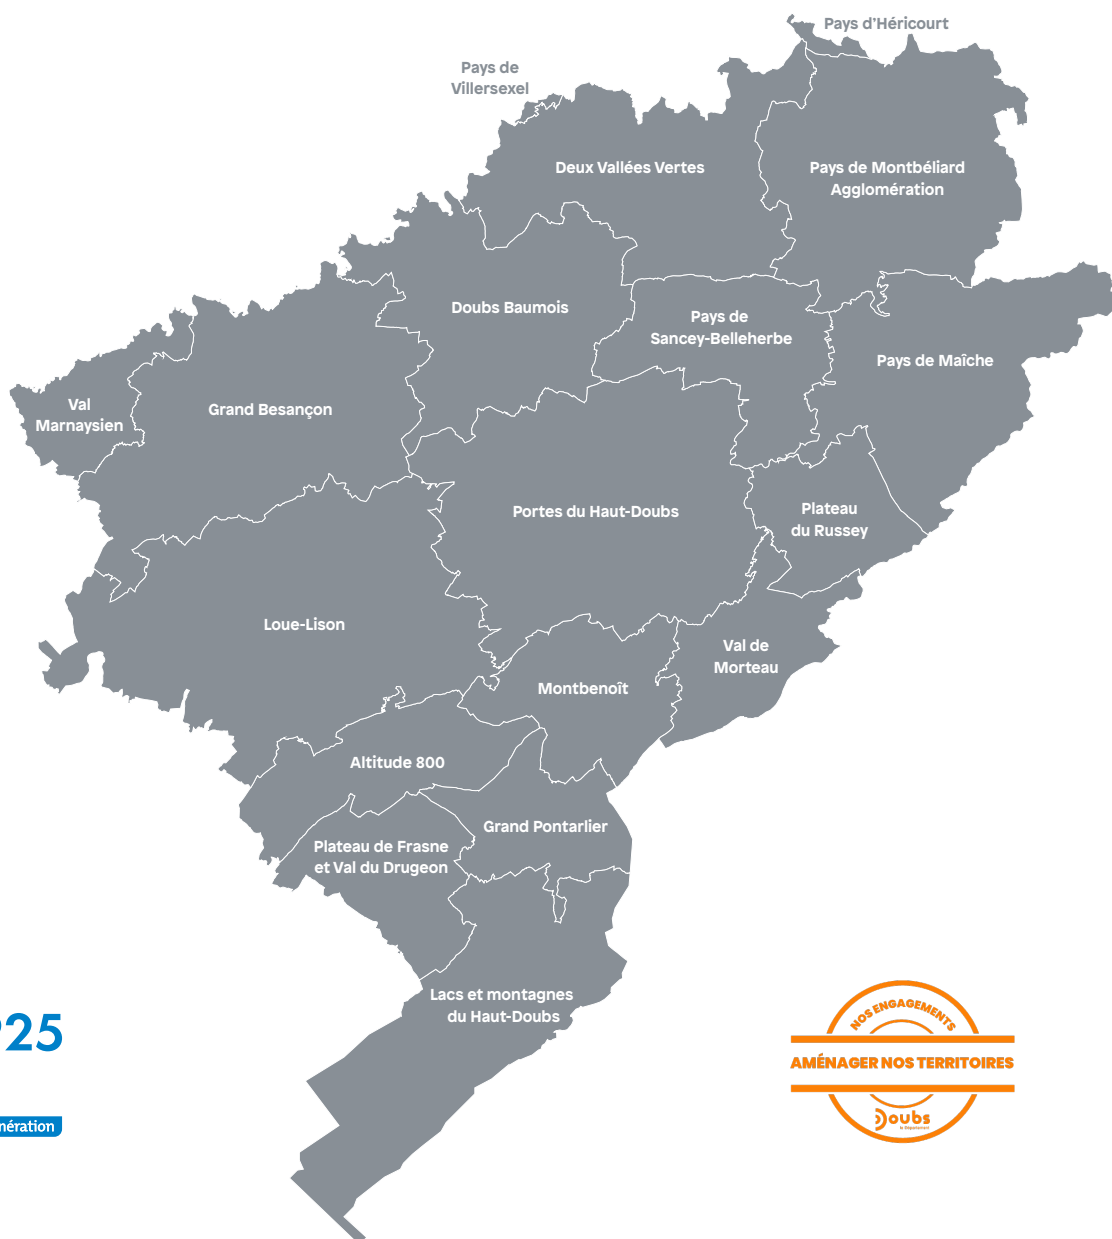 Pays d'Héricourt
Pays de
Villersexel
Deux Vallées Vertes
Pays de Montbéliard
Agglomération
Doubs Baumois
Pays de
Sancey-Belleherbe
Pays de Maîche
Val
Marnaysien
Grand Besançon
Portes du Haut-Doubs
Plateau
du Russey
Loue-Lison
Val de
Morteau
Montbenoît
Altitude 800
Grand Pontarlier
Plateau de Frasne
et Val du Drugeon
Lacs et montagnes
du Haut-Doubs
25
nération
NOS ENGAGEMENTS
AMÉNAGER NOS TERRITOIRES
Doubs
le Département